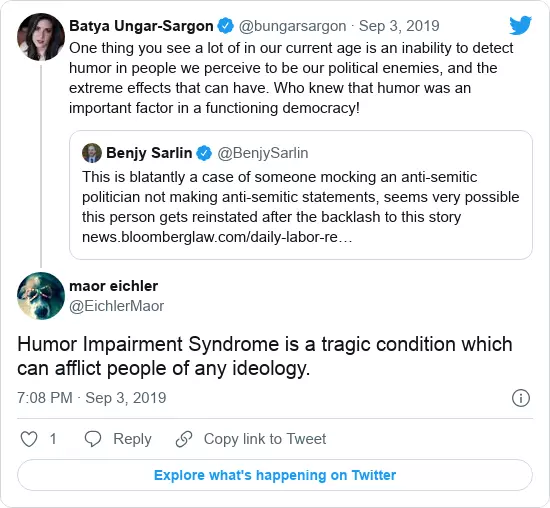 Batya Ungar-Sargon @bungarsargon · Sep 3, 2019
One thing you see a lot of in our current age is an inability to detect
humor in people we perceive to be our political enemies, and the
extreme effects that can have. Who knew that humor was an
important factor in a functioning democracy!
Benjy Sarlin @BenjySarlin
This is blatantly a case of someone mocking an anti-semitic
politician not making anti-semitic statements, seems very possible
this person gets reinstated after the backlash to this story
news.bloomberglaw.com/daily-labor-re…
maor eichler
@EichlerMaor
Humor Impairment Syndrome is a tragic condition which
can afflict people of any ideology.
7:08 PM · Sep 3, 2019
1 Reply Copy link to Tweet
Explore what's happening on Twitter